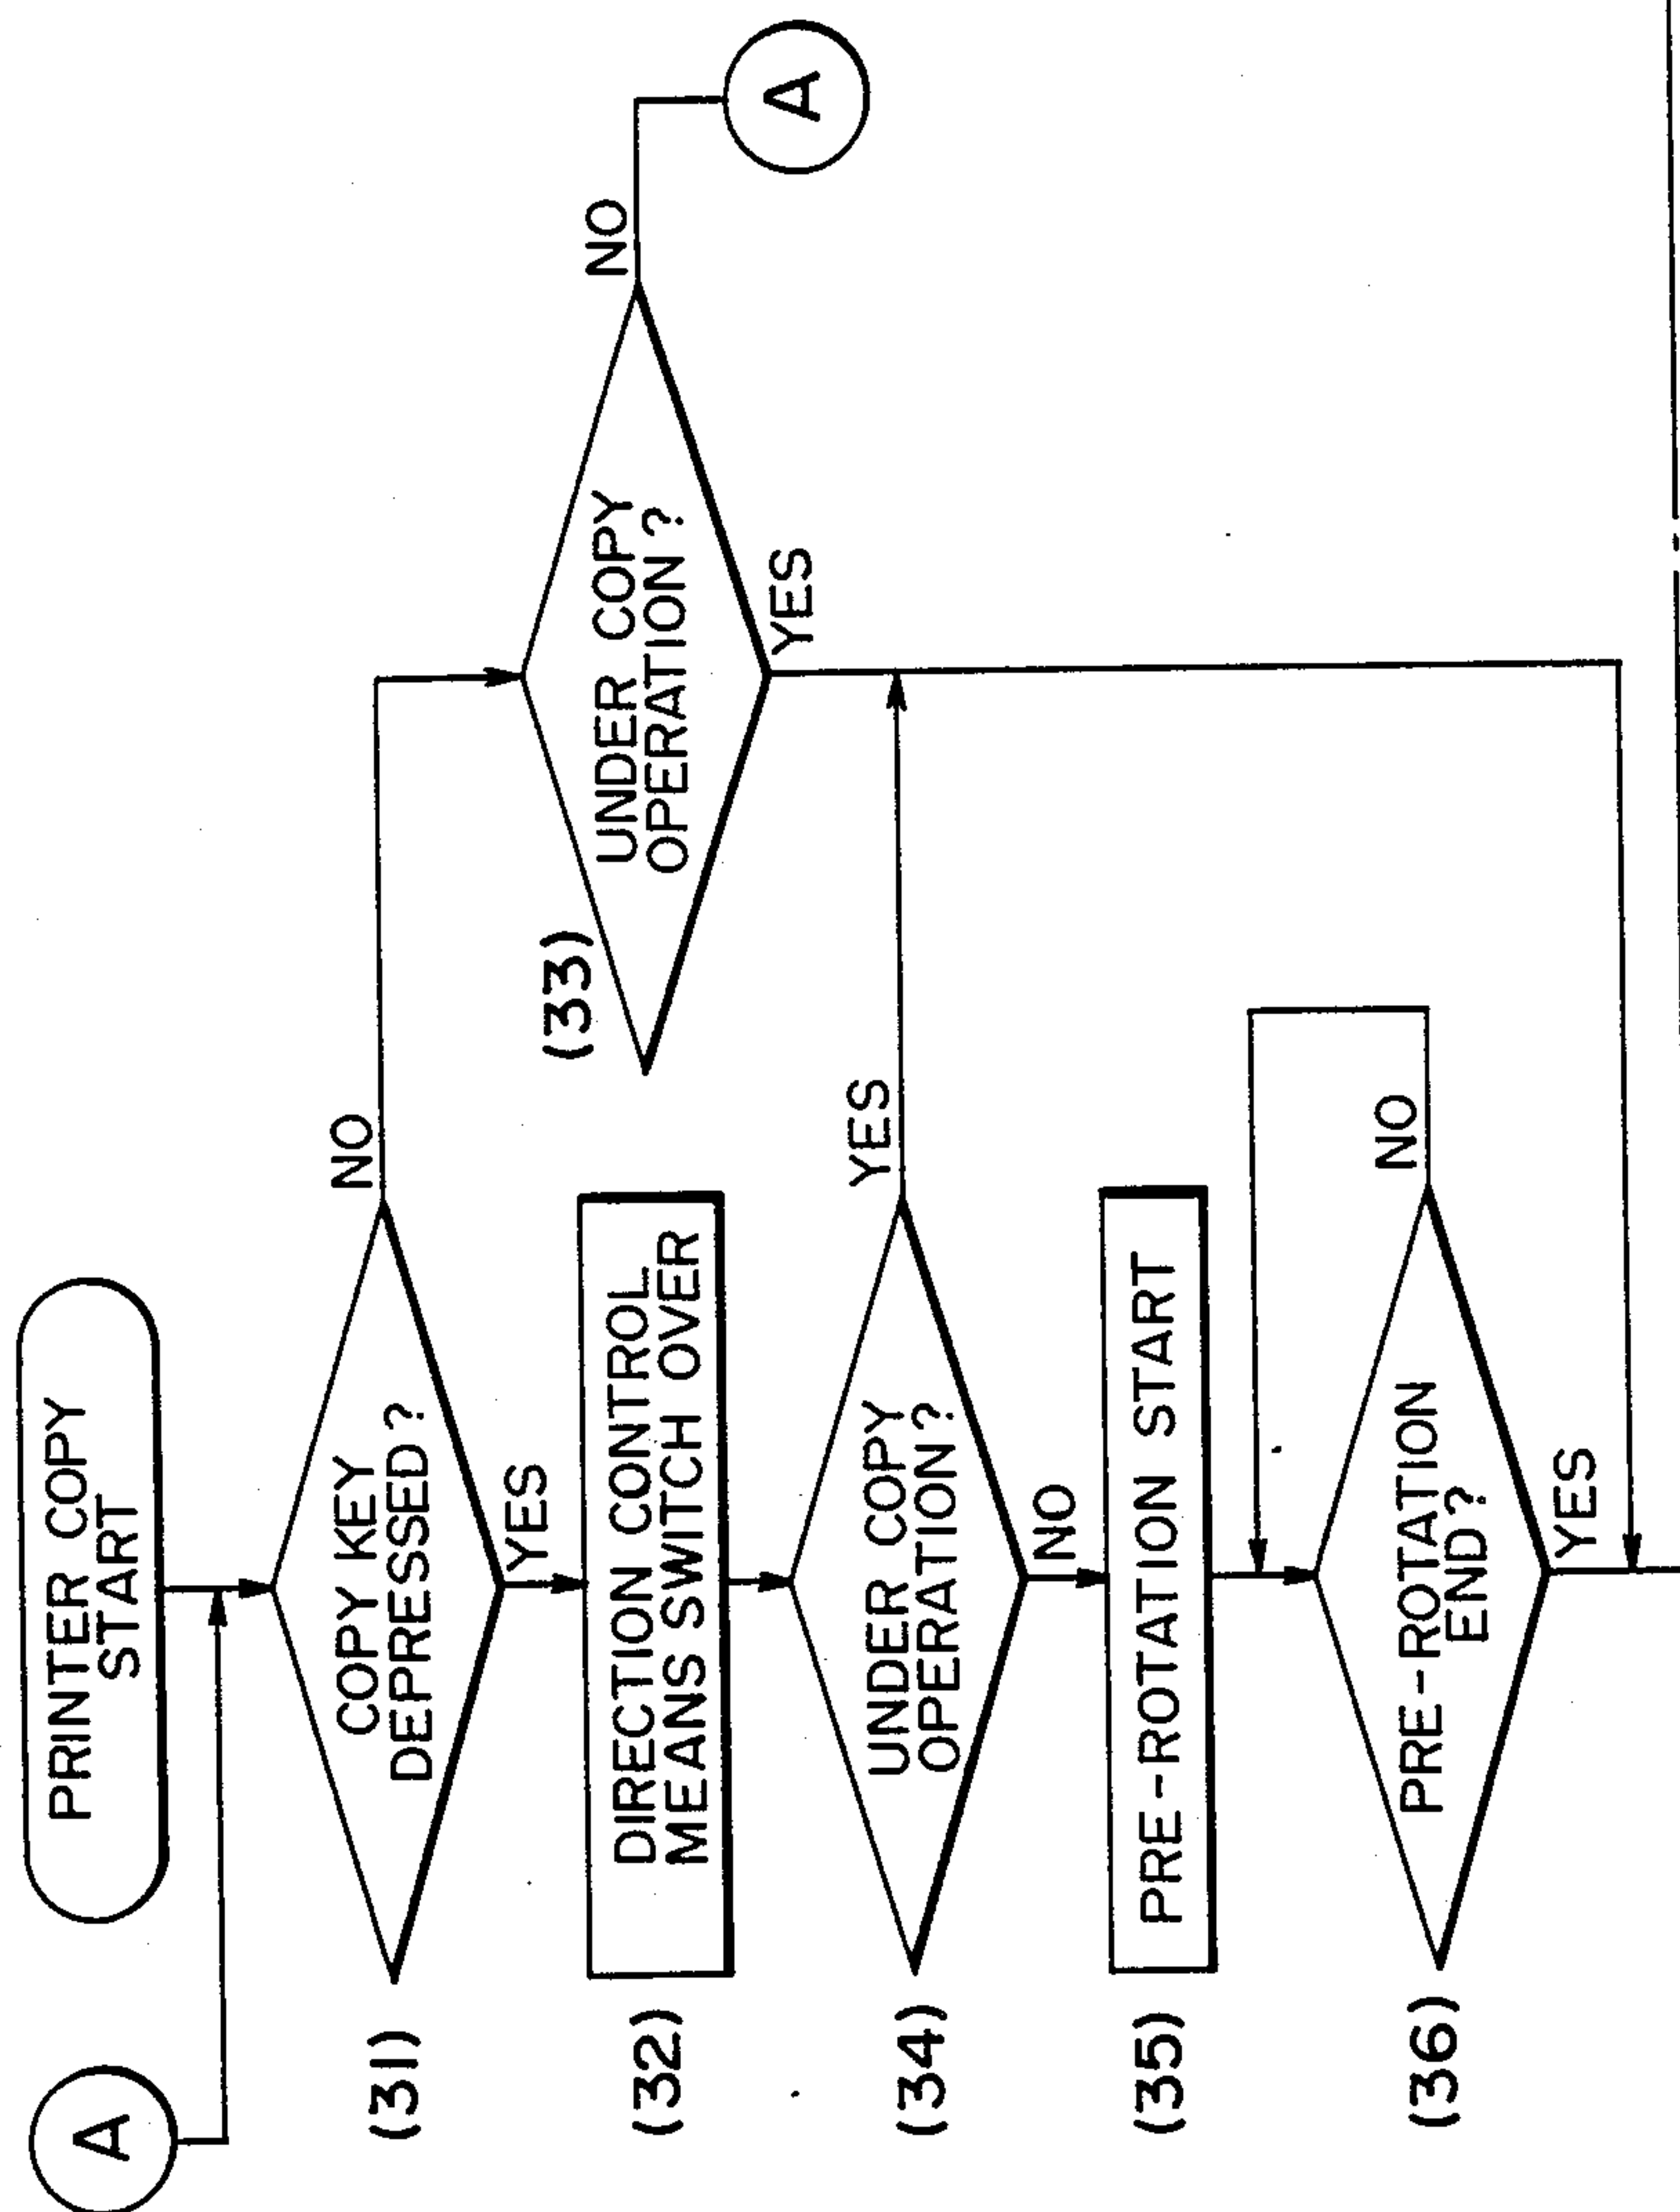 A
PRINTER COPY
START
(31)
COPY KEY
DEPRESSED?
NO
YES
(32)
DIRECTION CONTROL
MEANS SWITCH OVER
(33)
UNDER COPY
OPERATION?
NO
A
YES
(34)
UNDER COPY
OPERATION?
YES
NO
(35)
PRE-ROTATION START
(36)
PRE-ROTATION
END?
NO
YES